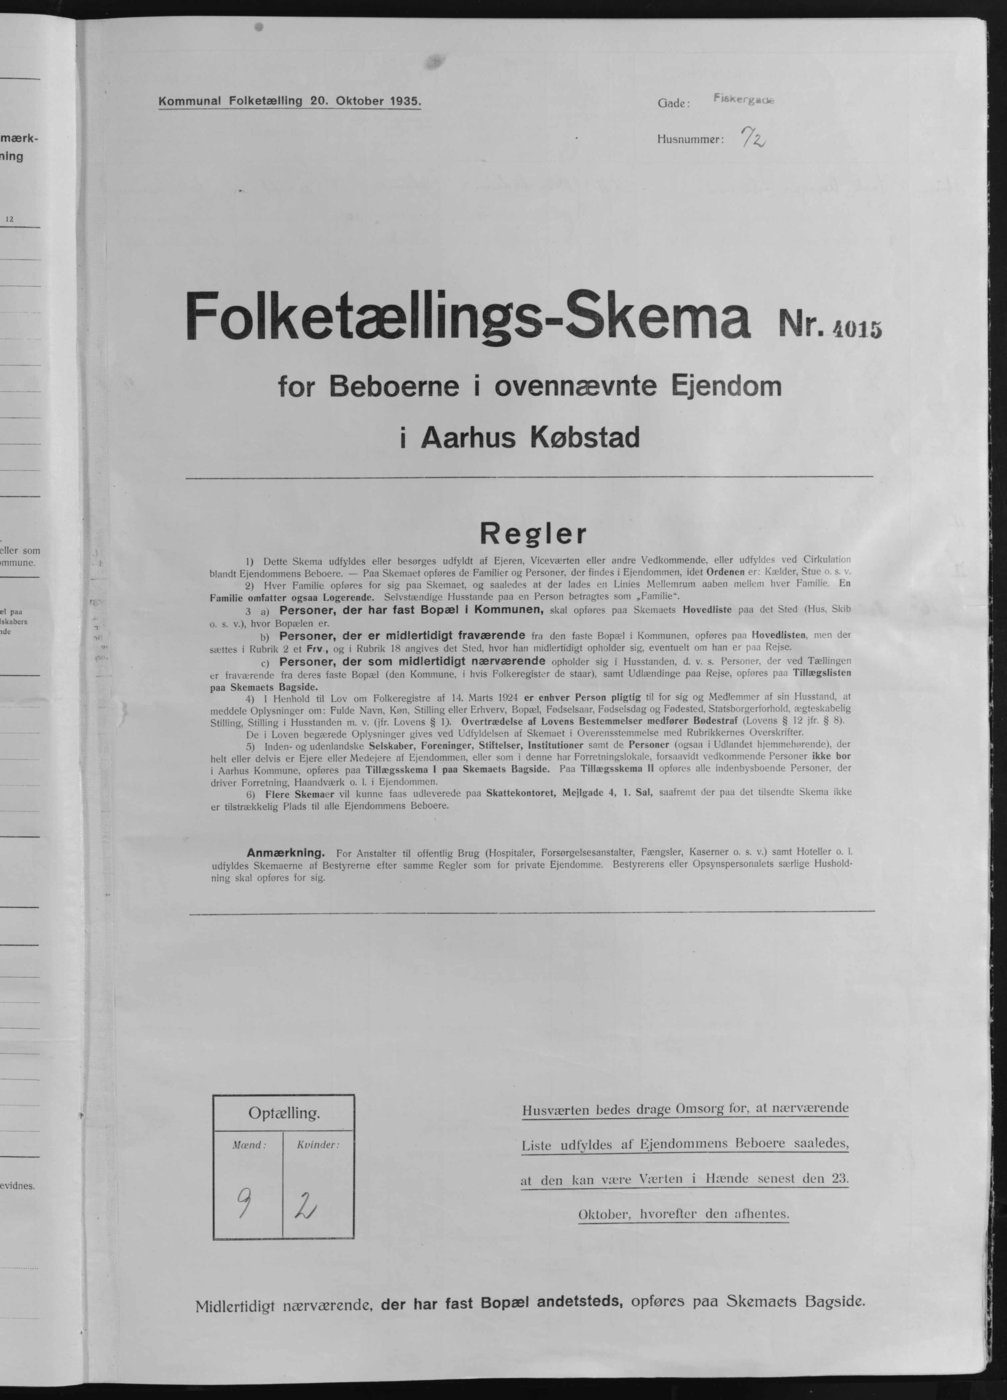 mærk-
ning
12
eller som
ommune.
el paa
lskabers
nde
evidnes.
Kommunal Folketælling 20. Oktober 1935.
Gade: Fiskergade
Husnummer: 72
Folketællings-Skema Nr. 4015
for Beboerne i ovennævnte Ejendom
i Aarhus Købstad
Regler
1) Dette Skema udfyldes eller besørges udfyldt af Ejeren, Viceværten eller andre Vedkommende, eller udfyldes ved Cirkulation
blandt Ejendommens Beboere. — Paa Skemaet opføres de Familier og Personer, der findes i Ejendommen, idet Ordenen er: Kælder, Stue o. s. v.
2) Hver Familie opføres for sig paa Skemaet, og saaledes at der lades en Linies Mellemrum aaben mellem hver Familie. En
Familie omfatter ogsaa Logerende. Selvstændige Husstande paa en Person betragtes som „Familie“.
3 a) Personer, der har fast Bopæl i Kommunen, skal opføres paa Skemaets Hovedliste paa det Sted (Hus, Skib
o. s. v.), hvor Bopælen er.
b) Personer, der er midlertidigt fraværende fra den faste Bopæl i Kommunen, opføres paa Hovedlisten, men der
sættes i Rubrik 2 et Frv., og i Rubrik 18 angives det Sted, hvor han midlertidigt opholder sig, eventuelt om han er paa Rejse.
c) Personer, der som midlertidigt nærværende opholder sig i Husstanden, d. v. s. Personer, der ved Tællingen
er fraværende fra deres faste Bopæl (den Kommune, i hvis Folkeregister de staar), samt Udlændinge paa Rejse, opføres paa Tillægslisten
paa Skemaets Bagside.
4) I Henhold til Lov om Folkeregistre af 14. Marts 1924 er enhver Person pligtig til for sig og Medlemmer af sin Husstand, at
meddele Oplysninger om: Fulde Navn, Køn, Stilling eller Erhverv, Bopæl, Fødselsaar, Fødselsdag og Fødested, Statsborgerforhold, ægteskabelig
Stilling, Stilling i Husstanden m. v. (jfr. Lovens § 1). Overtrædelse af Lovens Bestemmelser medfører Bødestraf (Lovens § 12 jfr. § 8).
De i Loven begærede Oplysninger gives ved Udfyldelsen af Skemaet i Overensstemmelse med Rubrikkernes Overskrifter.
5) Inden- og udenlandske Selskaber, Foreninger, Stiftelser, Institutioner samt de Personer (ogsaa i Udlandet hjemmehørende), der
helt eller delvis er Ejere eller Medejere af Ejendommen, eller som i denne har Forretningslokale, forsaavidt vedkommende Personer ikke bor
i Aarhus Kommune, opføres paa Tillægsskema I paa Skemaets Bagside. Paa Tillægsskema II opføres alle indenbysboende Personer, der
driver Forretning, Haandværk o. l. i Ejendommen.
6) Flere Skemaer vil kunne faas udleverede paa Skattekontoret, Mejlgade 4, 1. Sal, saafremt der paa det tilsendte Skema ikke
er tilstrækkelig Plads til alle Ejendommens Beboere.
Anmærkning. For Anstalter til offentlig Brug (Hospitaler, Forsørgelsesanstalter, Fængsler, Kaserner o. s. v.) samt Hoteller o. l.
udfyldes Skemaerne af Bestyrerne efter samme Regler som for private Ejendomme. Bestyrerens eller Opsynspersonalets særlige Hushold-
ning skal opføres for sig.
Optælling.
Mænd: Kvinder:
9 2
Husværten bedes drage Omsorg for, at nærværende
Liste udfyldes af Ejendommens Beboere saaledes,
at den kan være Værten i Hænde senest den 23.
Oktober, hvorefter den afhentes.
Midlertidigt nærværende, der har fast Bopæl andetsteds, opføres paa Skemaets Bagside.